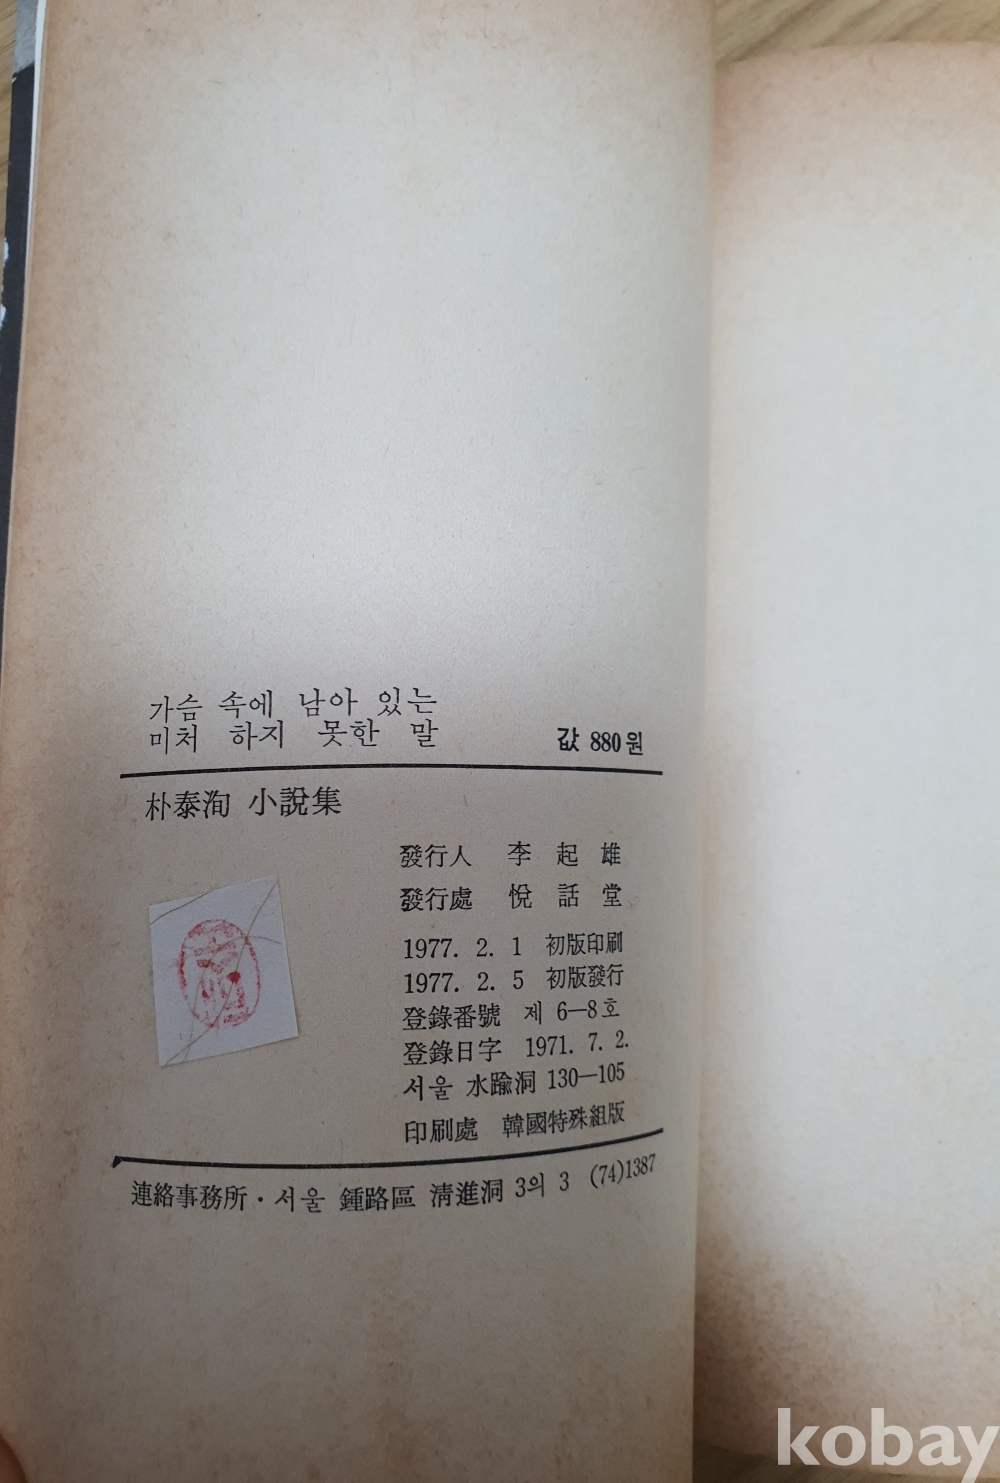 가슴 속에 남아 있는
미처 하지 못한 말 값 880원
朴泰洵 小說集
發行人 李起雄
發行處 悅話堂
1977. 2. 1 初版印刷
1977. 2. 5 初版發行
登錄番號 제 6—8호
登錄日字 1971. 7. 2.
서울 水踰洞 130—105
印刷處 韓國特殊組版
連絡事務所·서울 鍾路區 淸進洞 3의 3 (74)1387
kobay